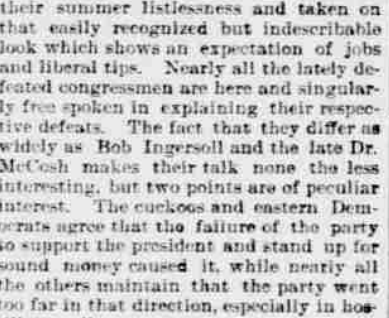 their summer listlessness and taken on
that easily recognized but indescribable
look which shows an expectation of jobs
and liberal tips. Nearly all the lately de-
feated congressmen are here and singular-
ly free spoken in explaining their respec-
tive defeats. The fact that they differ as
widely as Bob Ingersoll and the late Dr.
McCosh makes their talk none the less
interesting, but two points are of peculiar
interest. The cuckoos and eastern Dem-
ocrats agree that the failure of the party
to support the president and stand up for
sound money caused it, while nearly all
the others maintain that the party went
too far in that direction, especially in hos-